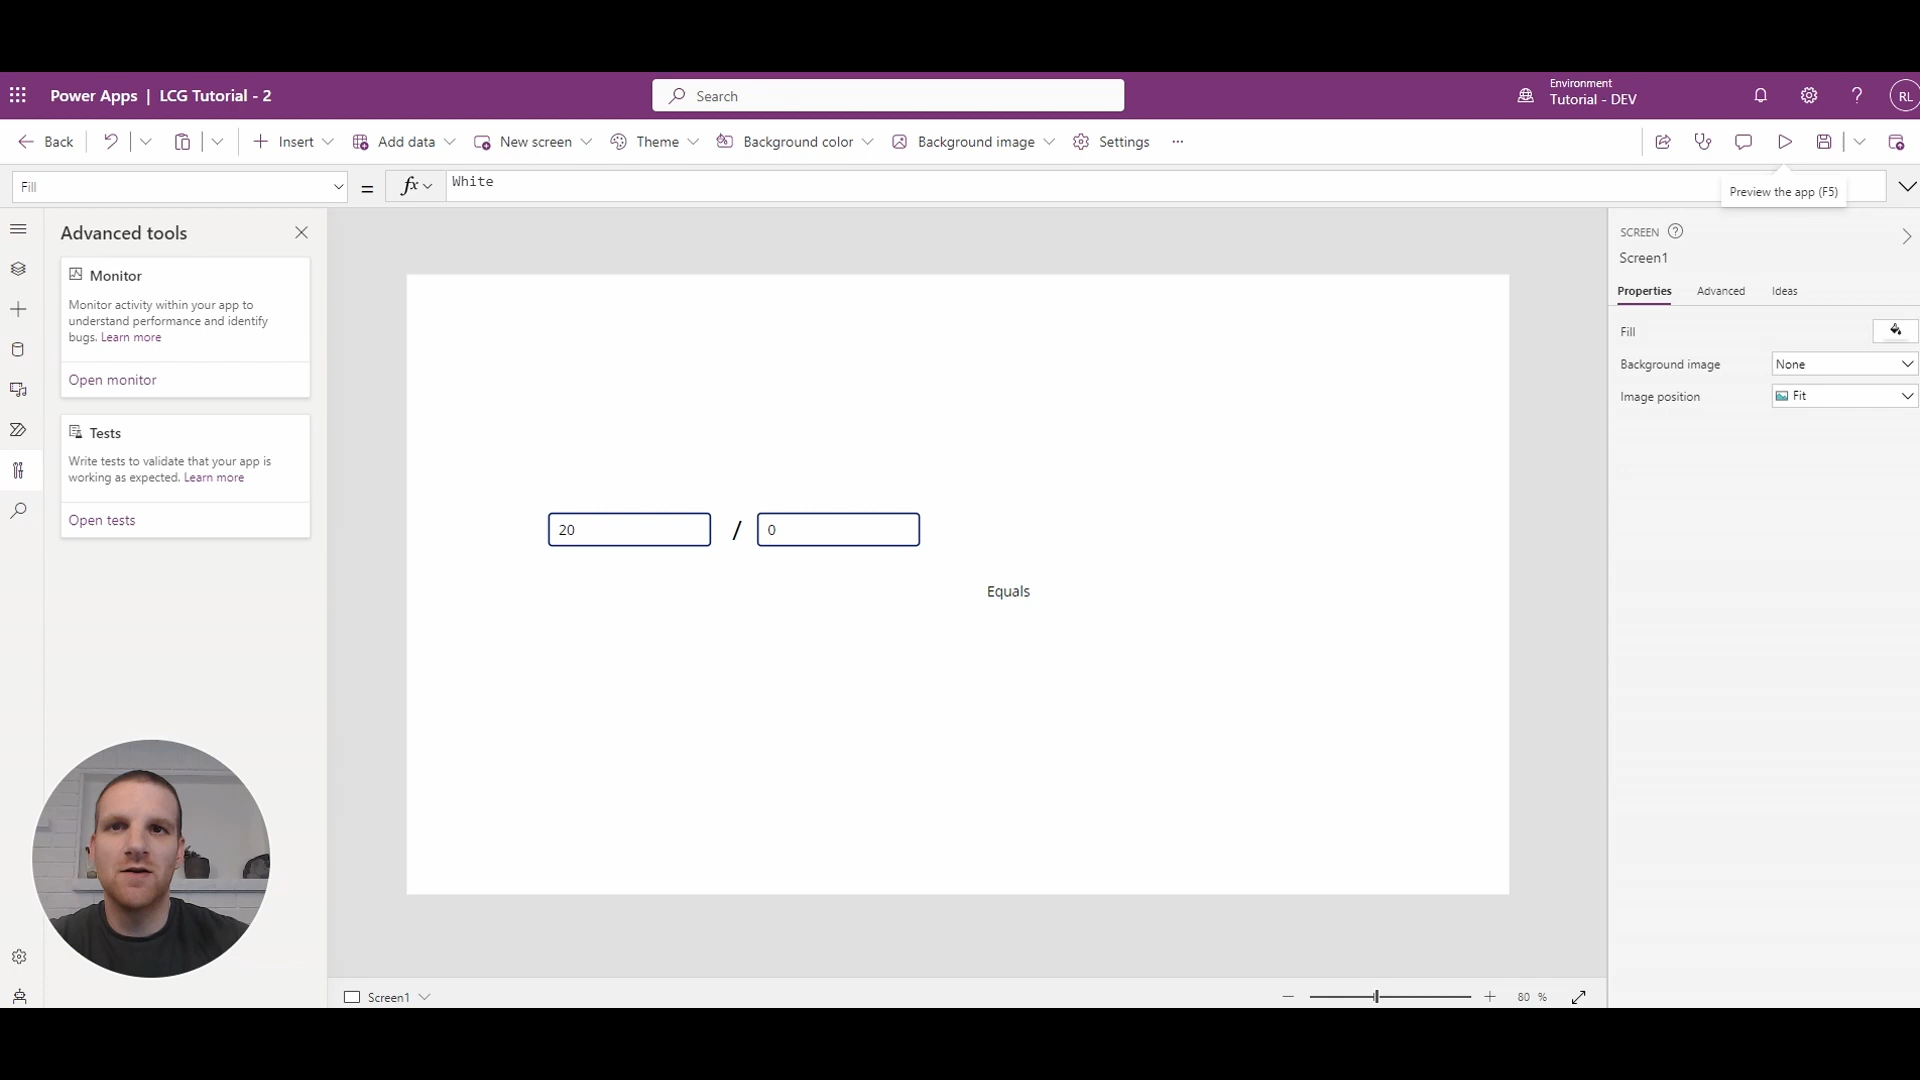 Power Apps | LCG Tutorial - 2
Search
Environment
Tutorial - DEV
RL
Back
Insert
Add data
New screen
Theme
Background color
Background image
Settings
...
Fill
=
fx
White
Preview the app (F5)
Advanced tools
Monitor
Monitor activity within your app to
understand performance and identify
bugs. Learn more
Open monitor
Tests
Write tests to validate that your app is
working as expected. Learn more
Open tests
20
/
0
Equals
SCREEN
Screen1
Properties
Advanced
Ideas
Fill
Background image
None
Image position
Fit
Screen1
80 %